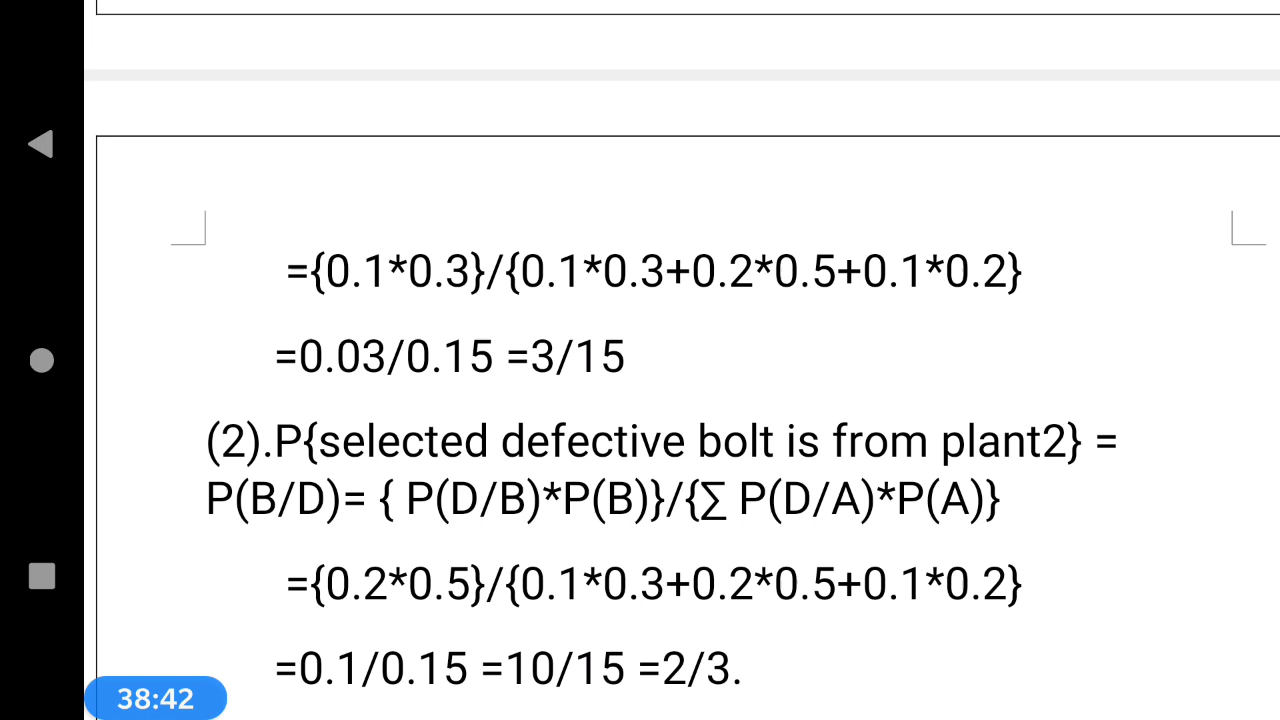 ={0.1*0.3}/{0.1*0.3+0.2*0.5+0.1*0.2}
=0.03/0.15 =3/15
(2).P{selected defective bolt is from plant2} =
P(B/D)= { P(D/B)*P(B)}/{∑ P(D/A)*P(A)}
={0.2*0.5}/{0.1*0.3+0.2*0.5+0.1*0.2}
=0.1/0.15 =10/15 =2/3.
38:42